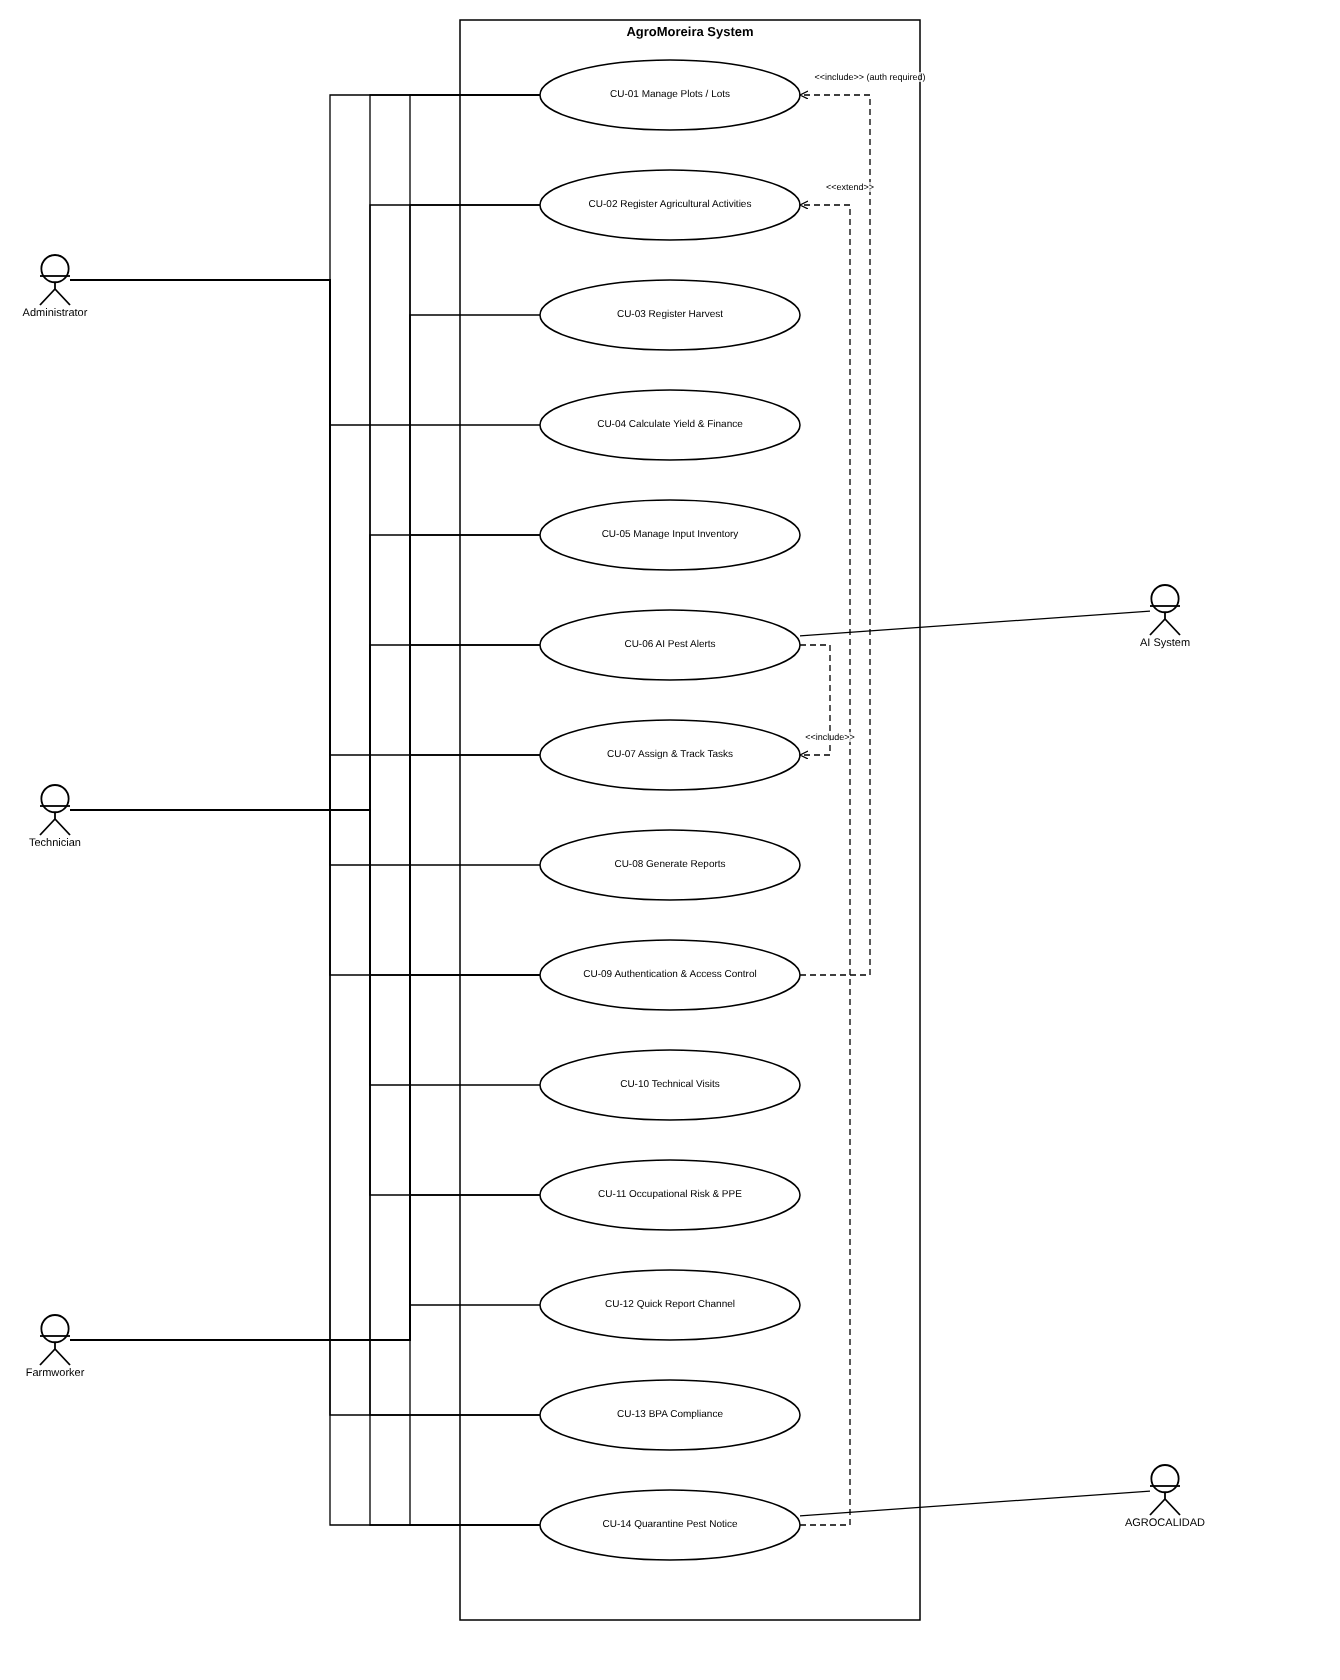 AgroMoreira System
<<include>> (auth required)
CU-01 Manage Plots / Lots
<<extend>>
CU-02 Register Agricultural Activities
Administrator
CU-03 Register Harvest
CU-04 Calculate Yield & Finance
CU-05 Manage Input Inventory
CU-06 AI Pest Alerts
AI System
<<include>>
CU-07 Assign & Track Tasks
Technician
CU-08 Generate Reports
CU-09 Authentication & Access Control
CU-10 Technical Visits
CU-11 Occupational Risk & PPE
CU-12 Quick Report Channel
Farmworker
CU-13 BPA Compliance
CU-14 Quarantine Pest Notice
AGROCALIDAD